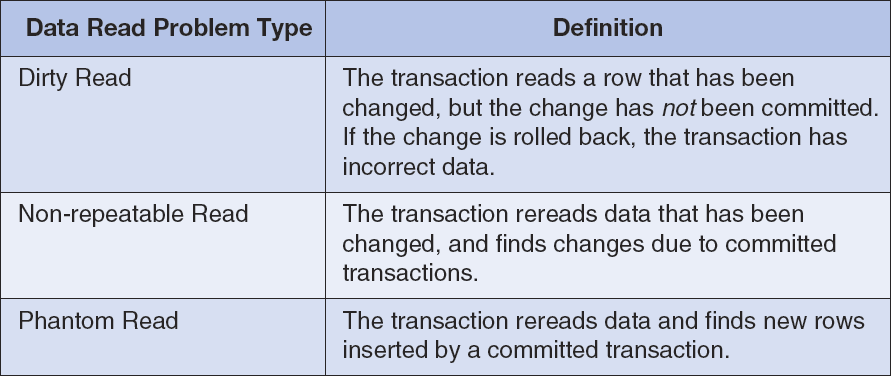 Data Read Problem Type
Definition
Dirty Read
The transaction reads a row that has been
changed, but the change has not been committed.
If the change is rolled back, the transaction has
incorrect data.
Non-repeatable Read
The transaction rereads data that has been
changed, and finds changes due to committed
transactions.
Phantom Read
The transaction rereads data and finds new rows
inserted by a committed transaction.